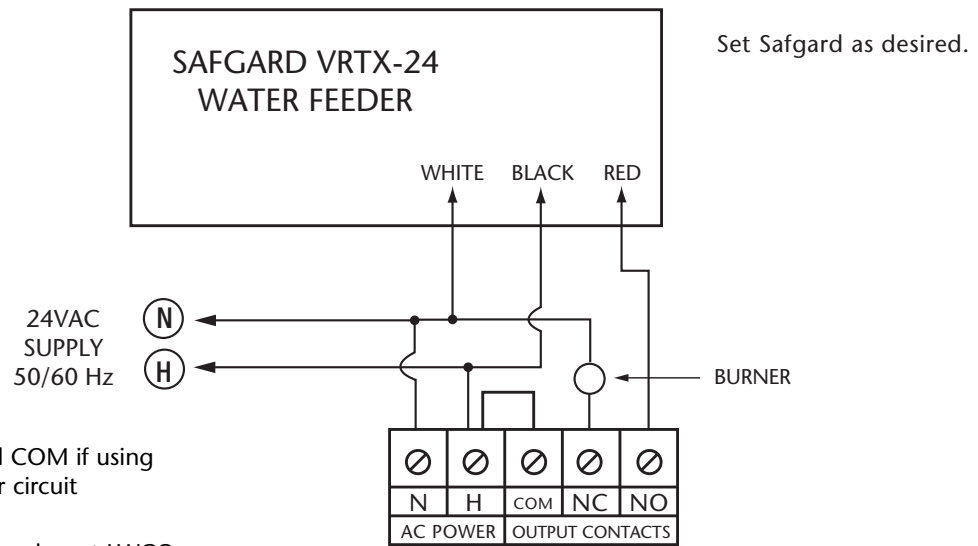 SAFGARD VRTX-24
WATER FEEDER
Set Safgard as desired.
WHITE BLACK RED
24VAC
SUPPLY
50/60 Hz
N
H
BURNER
COM if using
r circuit
N H COM NC NO
AC POWER OUTPUT CONTACTS